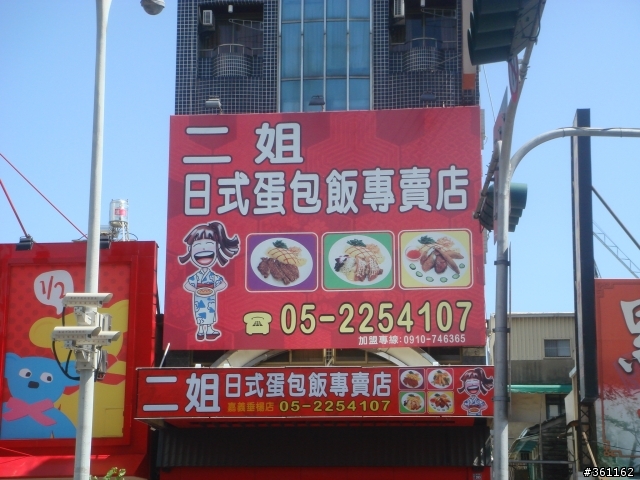 二姐
日式蛋包飯專賣店
05-2254107
加盟專線:0910-746365
二姐 日式蛋包飯專賣店
05-2254107
1/2
#361162